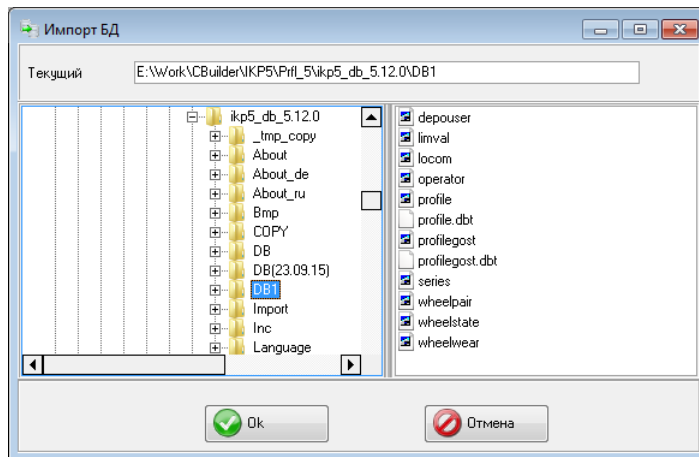 Импорт БД
Текущий
E:\Work\CBuilder\IKP5\Prfl_5\ikp5_db_5.12.0\DB1
ikp5_db_5.12.0
_tmp_copy
About
About_de
About_ru
Bmp
COPY
DB
DB(23.09.15)
DB1
Import
Inc
Language
depouser
limval
locom
operator
profile
profile.dbt
profilegost
profilegost.dbt
series
wheelpair
wheelstate
wheelwear
Ok
Отмена